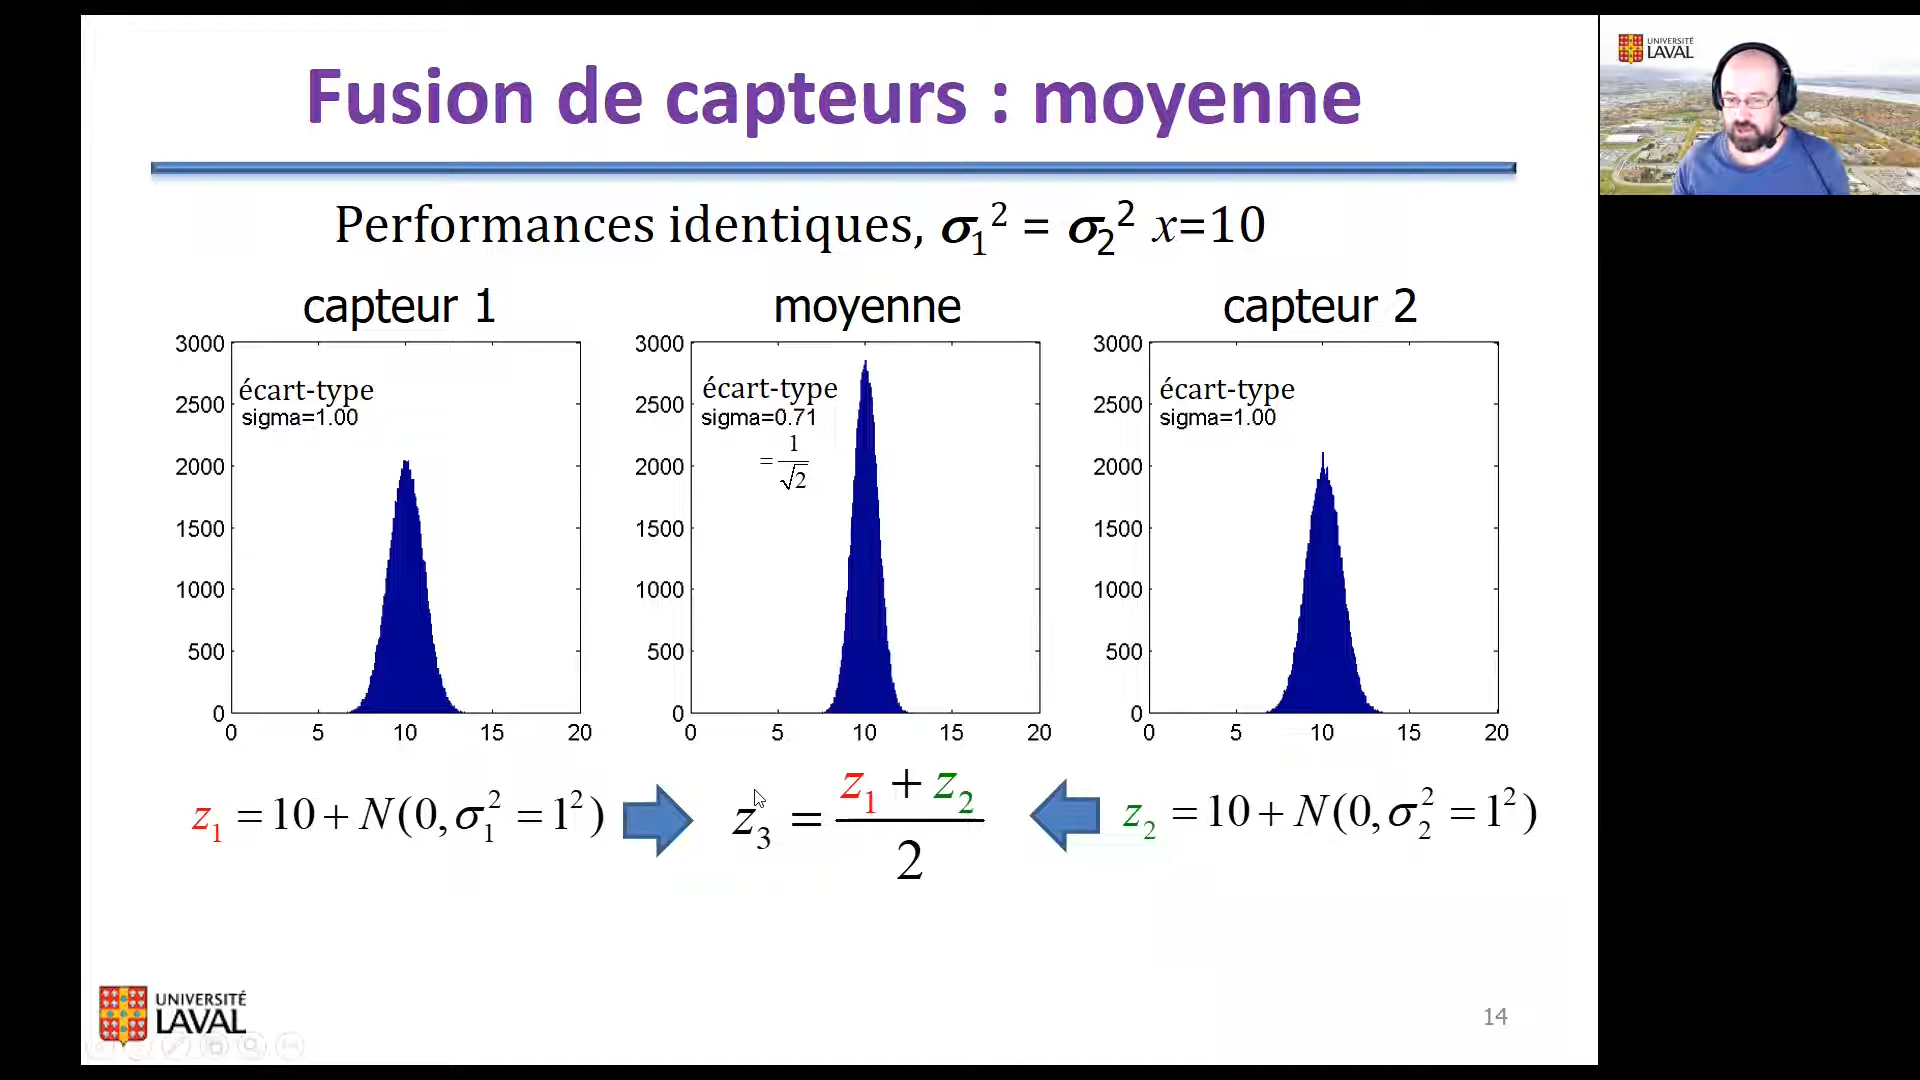 Fusion de capteurs : moyenne
Performances identiques, σ₁² = σ₂² x=10
capteur 1
3000
2500
2000
1500
1000
500
0
0 5 10 15 20
écart-type
sigma=1.00
moyenne
3000
2500
2000
1500
1000
500
0
0 5 10 15 20
écart-type
sigma=0.71
= 1/√2
capteur 2
3000
2500
2000
1500
1000
500
0
0 5 10 15 20
écart-type
sigma=1.00
z₁ = 10 + N(0, σ₁² = 1²)
z₃ = (z₁ + z₂)/2
z₂ = 10 + N(0, σ₂² = 1²)
UNIVERSITÉ
LAVAL
14
UNIVERSITÉ
LAVAL